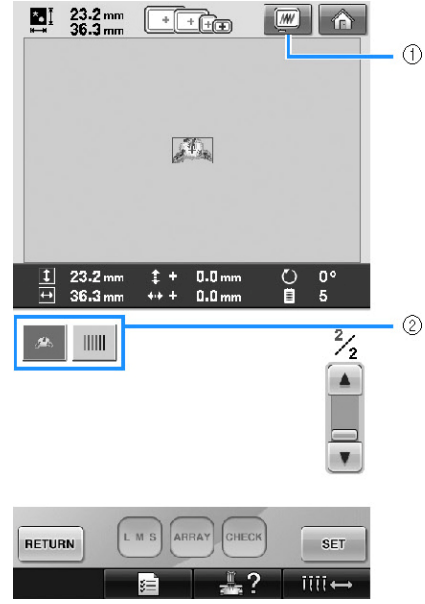 23.2 mm
36.3 mm
①
23.2 mm + 0.0 mm 0°
36.3 mm + 0.0 mm 5
②
2/2
RETURN L M S ARRAY CHECK SET
?